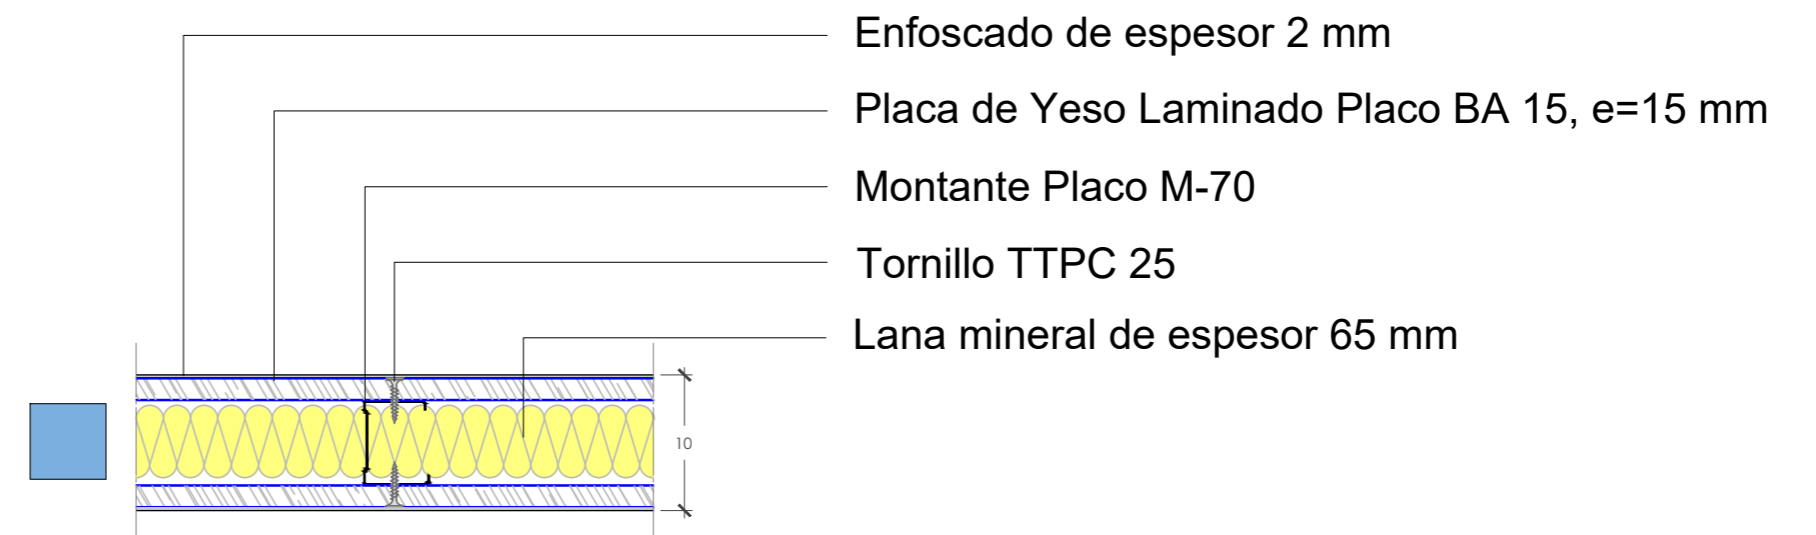 Enfoscado de espesor 2 mm
Placa de Yeso Laminado Placo BA 15, e=15 mm
Montante Placo M-70
Tornillo TTPC 25
Lana mineral de espesor 65 mm
10